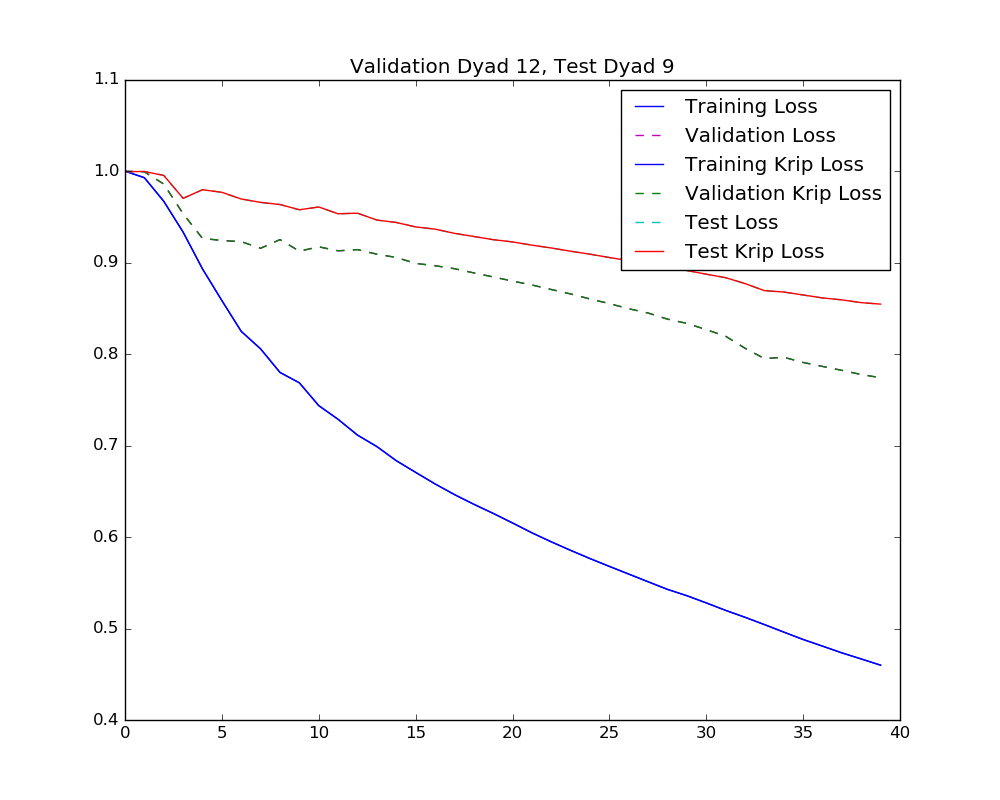 Validation Dyad 12, Test Dyad 9
1.1
1.0
0.9
0.8
0.7
0.6
0.5
0.4
Training Loss
Validation Loss
Training Krip Loss
Validation Krip Loss
Test Loss
Test Krip Loss
0 5 10 15 20 25 30 35 40